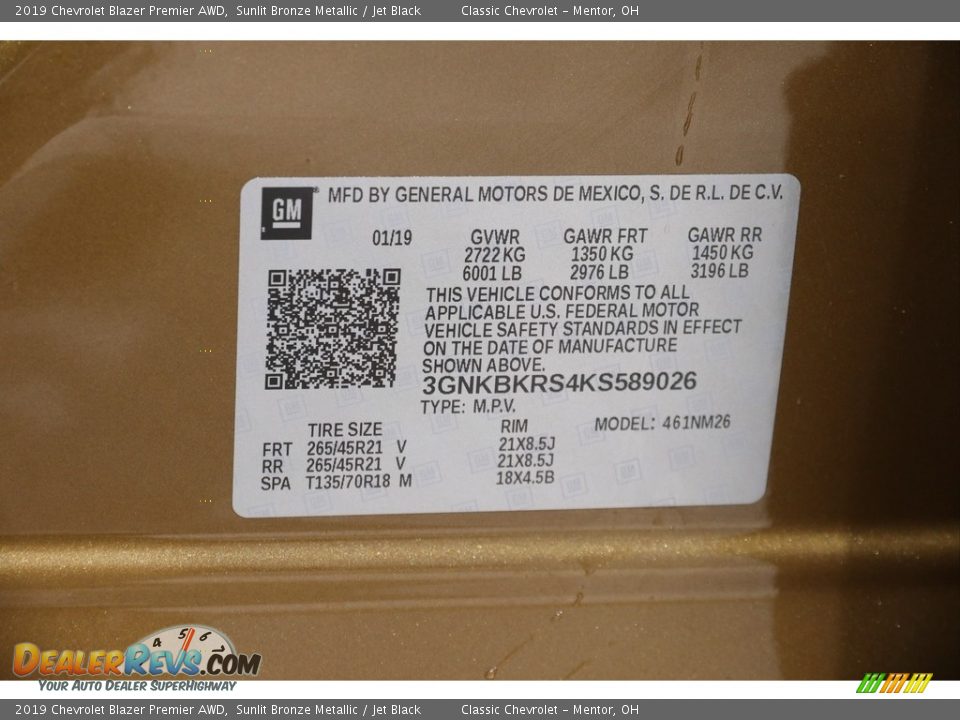 2019 Chevrolet Blazer Premier AWD, Sunlit Bronze Metallic / Jet Black Classic Chevrolet - Mentor, OH
GM® MFD BY GENERAL MOTORS DE MEXICO, S. DE R.L. DE C.V.
01/19 GVWR GAWR FRT GAWR RR
2722 KG 1350 KG 1450 KG
6001 LB 2976 LB 3196 LB
THIS VEHICLE CONFORMS TO ALL
APPLICABLE U.S. FEDERAL MOTOR
VEHICLE SAFETY STANDARDS IN EFFECT
ON THE DATE OF MANUFACTURE
SHOWN ABOVE.
3GNKBKRS4KS589026
TYPE: M.P.V.
TIRE SIZE RIM MODEL: 461NM26
FRT 265/45R21 V 21X8.5J
RR 265/45R21 V 21X8.5J
SPA T135/70R18 M 18X4.5B
4 5 6 7
DEALERREVS.COM
YOUR AUTO DEALER SUPERHIGHWAY
2019 Chevrolet Blazer Premier AWD, Sunlit Bronze Metallic / Jet Black Classic Chevrolet - Mentor, OH